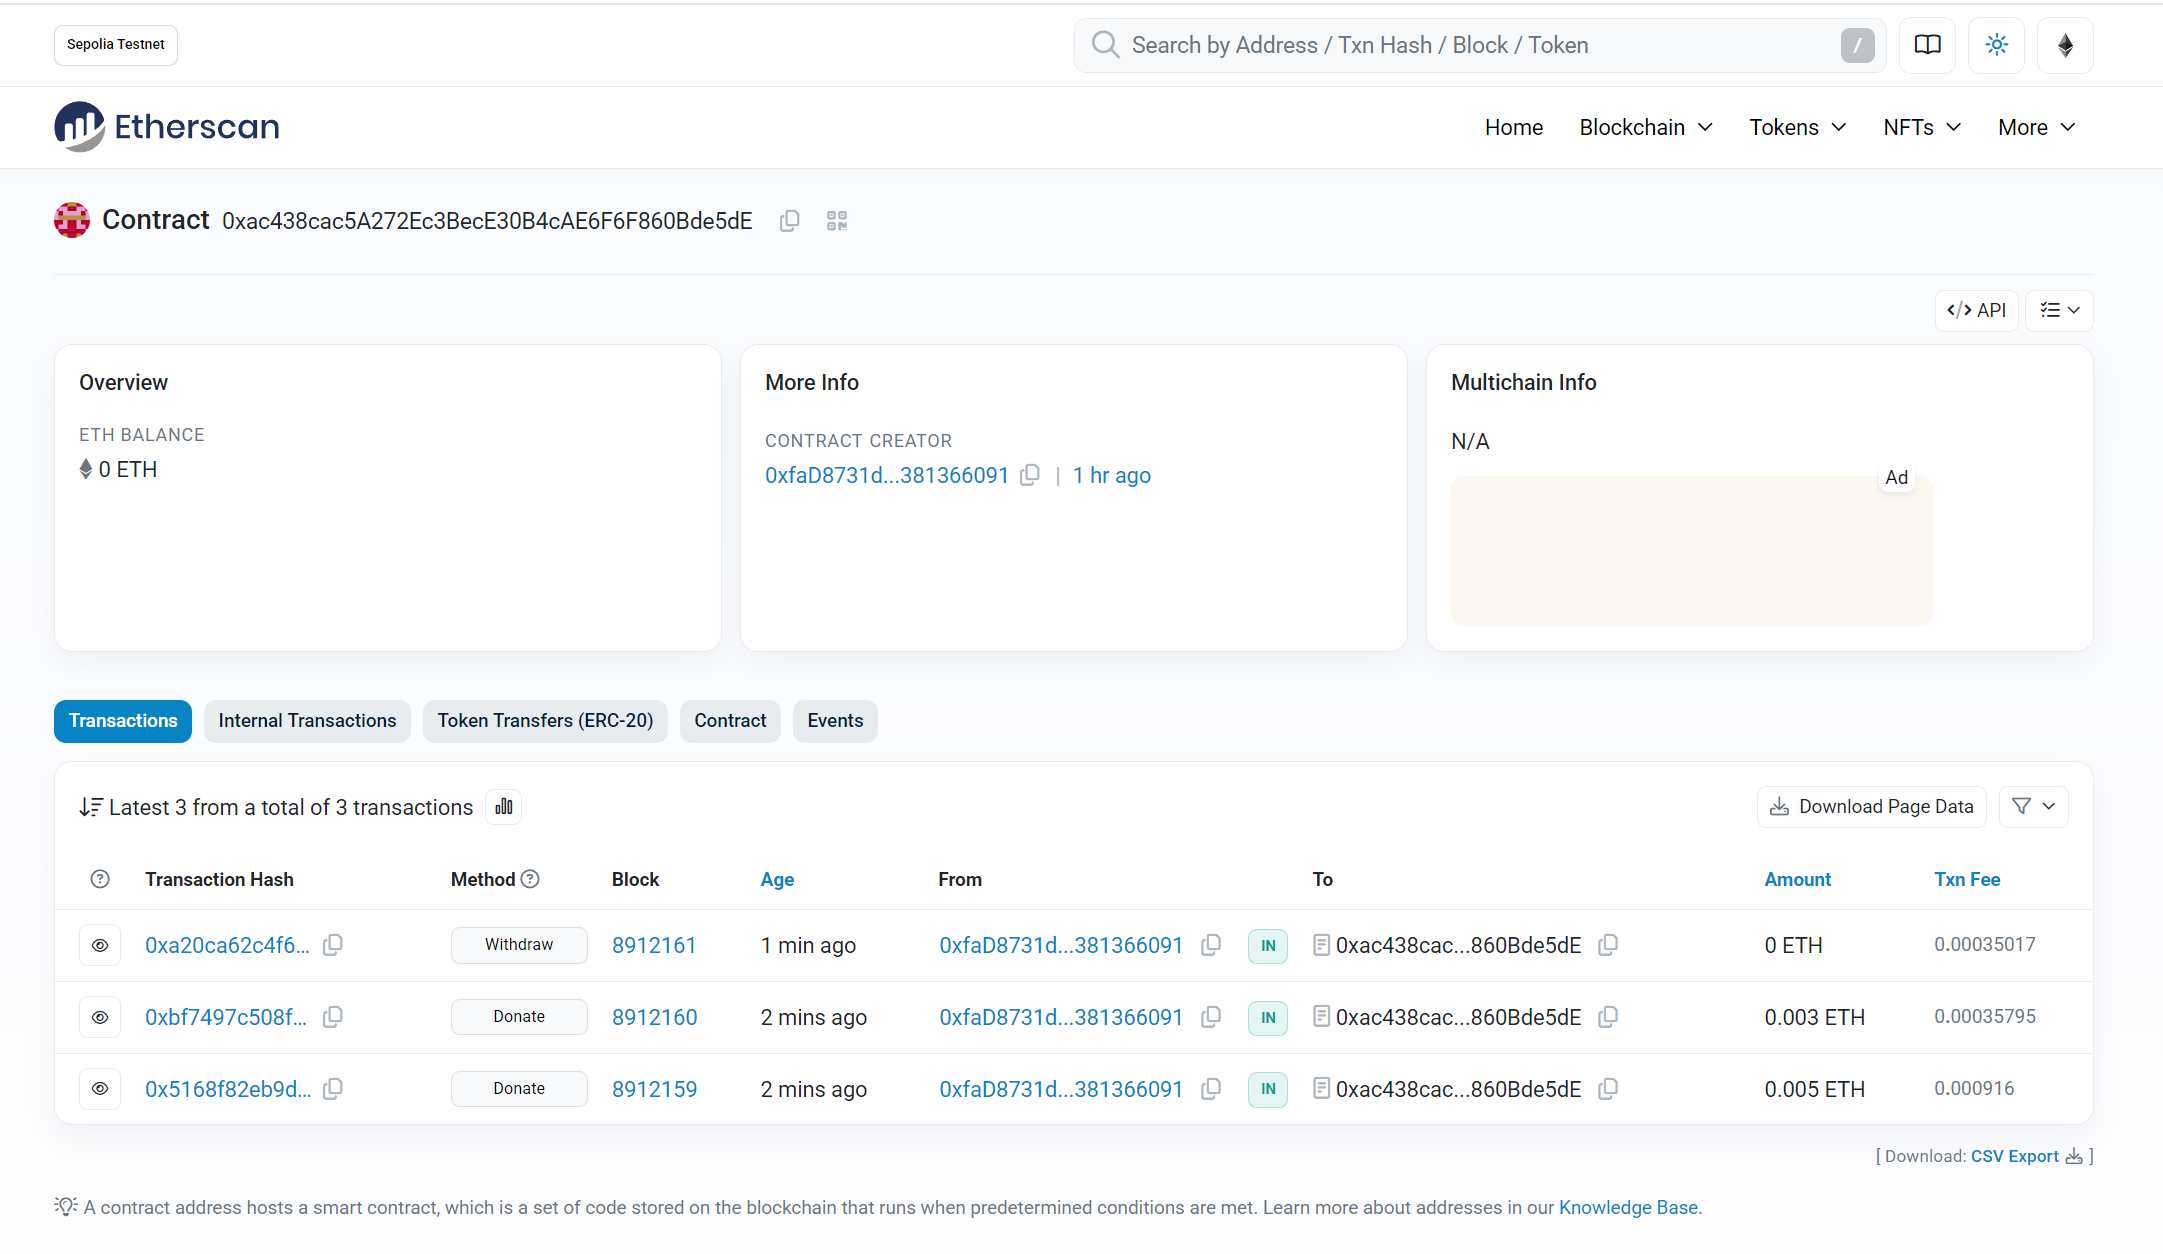 Sepolia Testnet
Search by Address / Txn Hash / Block / Token
/
Etherscan
Home Blockchain Tokens NFTs More
Contract 0xac438cac5A272Ec3BecE30B4cAE6F6F860Bde5dE
</> API
Overview
ETH BALANCE
0 ETH
More Info
CONTRACT CREATOR
0xfaD8731d...381366091 | 1 hr ago
Multichain Info
N/A
Ad
Transactions Internal Transactions Token Transfers (ERC-20) Contract Events
Latest 3 from a total of 3 transactions
Download Page Data
? Transaction Hash Method ? Block Age From To Amount Txn Fee
0xa20ca62c4f6... Withdraw 8912161 1 min ago 0xfaD8731d...381366091 IN 0xac438cac...860Bde5dE 0 ETH 0.00035017
0xbf7497c508f... Donate 8912160 2 mins ago 0xfaD8731d...381366091 IN 0xac438cac...860Bde5dE 0.003 ETH 0.00035795
0x5168f82eb9d... Donate 8912159 2 mins ago 0xfaD8731d...381366091 IN 0xac438cac...860Bde5dE 0.005 ETH 0.000916
[ Download: CSV Export ]
A contract address hosts a smart contract, which is a set of code stored on the blockchain that runs when predetermined conditions are met. Learn more about addresses in our Knowledge Base.